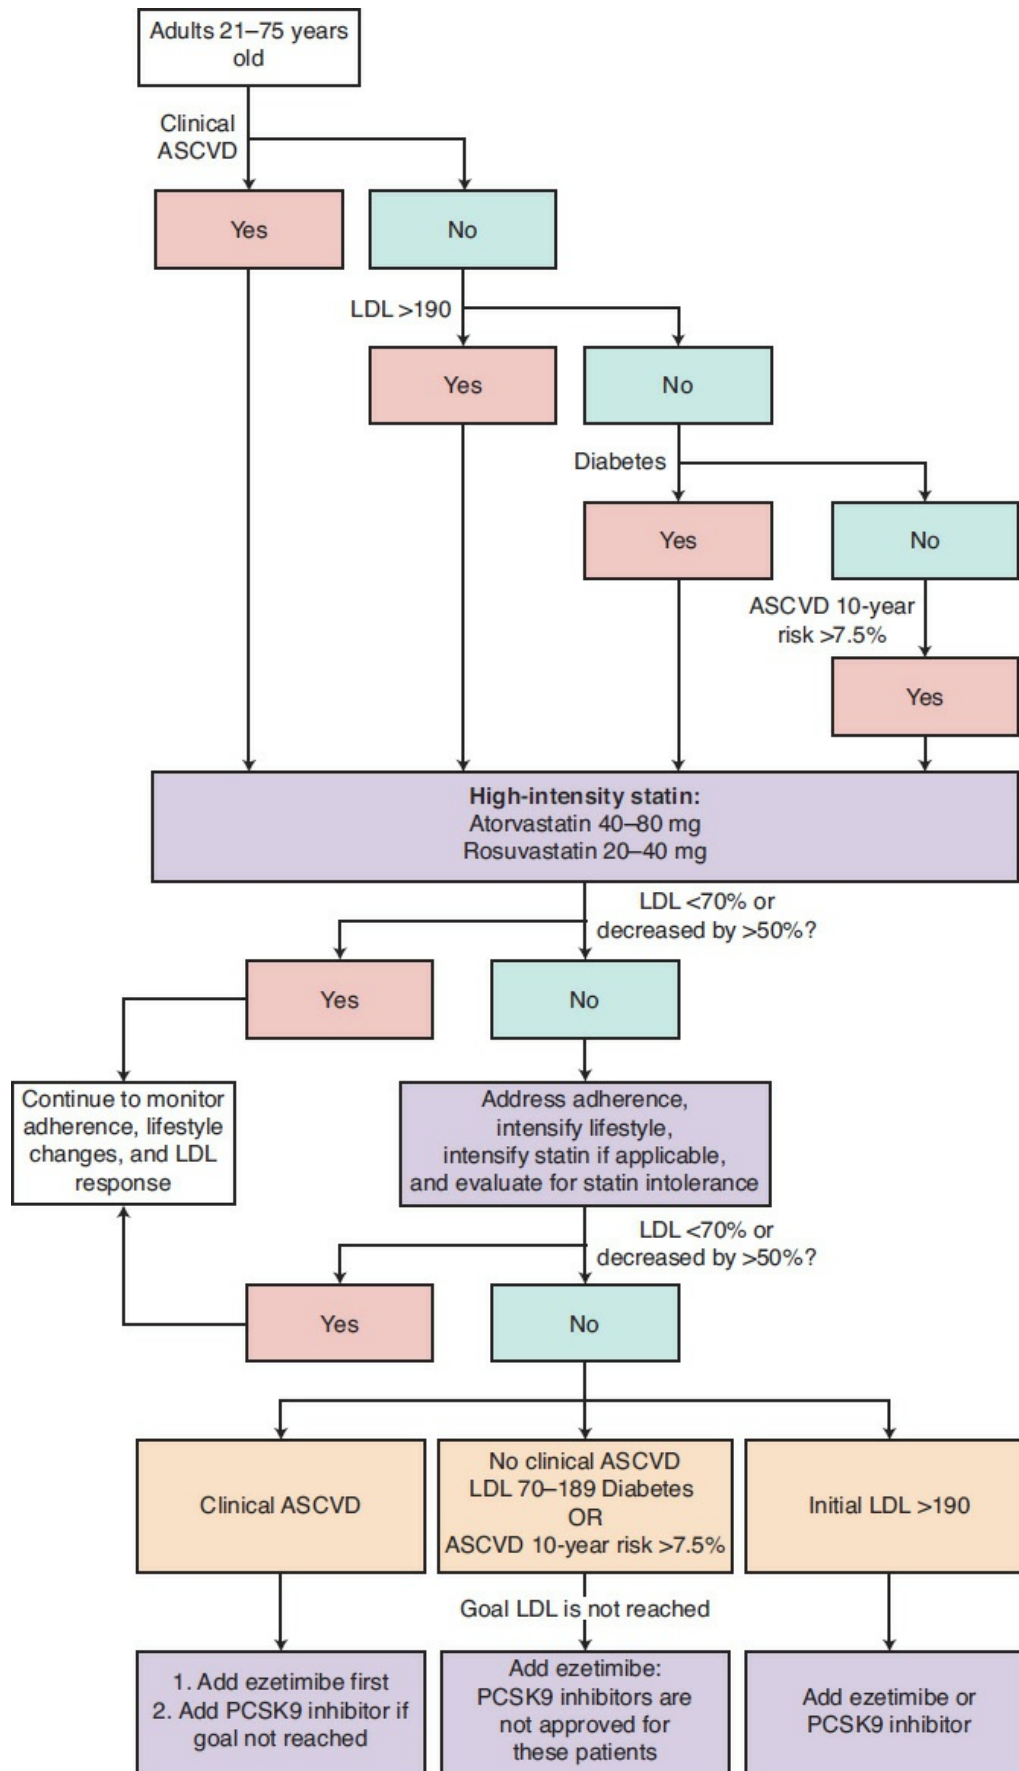 Adults 21–75 years
old
Clinical
ASCVD
Yes
No
LDL >190
Yes
No
Diabetes
Yes
No
ASCVD 10-year
risk >7.5%
Yes
High-intensity statin:
Atorvastatin 40–80 mg
Rosuvastatin 20–40 mg
LDL <70% or
decreased by >50%?
Yes
No
Continue to monitor
adherence, lifestyle
changes, and LDL
response
Address adherence,
intensify lifestyle,
intensify statin if applicable,
and evaluate for statin intolerance
LDL <70% or
decreased by >50%?
Yes
No
Clinical ASCVD
No clinical ASCVD
LDL 70–189 Diabetes
OR
ASCVD 10-year risk >7.5%
Initial LDL >190
Goal LDL is not reached
1. Add ezetimibe first
2. Add PCSK9 inhibitor if
goal not reached
Add ezetimibe:
PCSK9 inhibitors are
not approved for
these patients
Add ezetimibe or
PCSK9 inhibitor